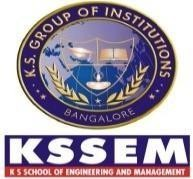 K.S. GROUP OF INSTITUTIONS
BANGALORE
KSSEM
K S SCHOOL OF ENGINEERING AND MANAGEMENT